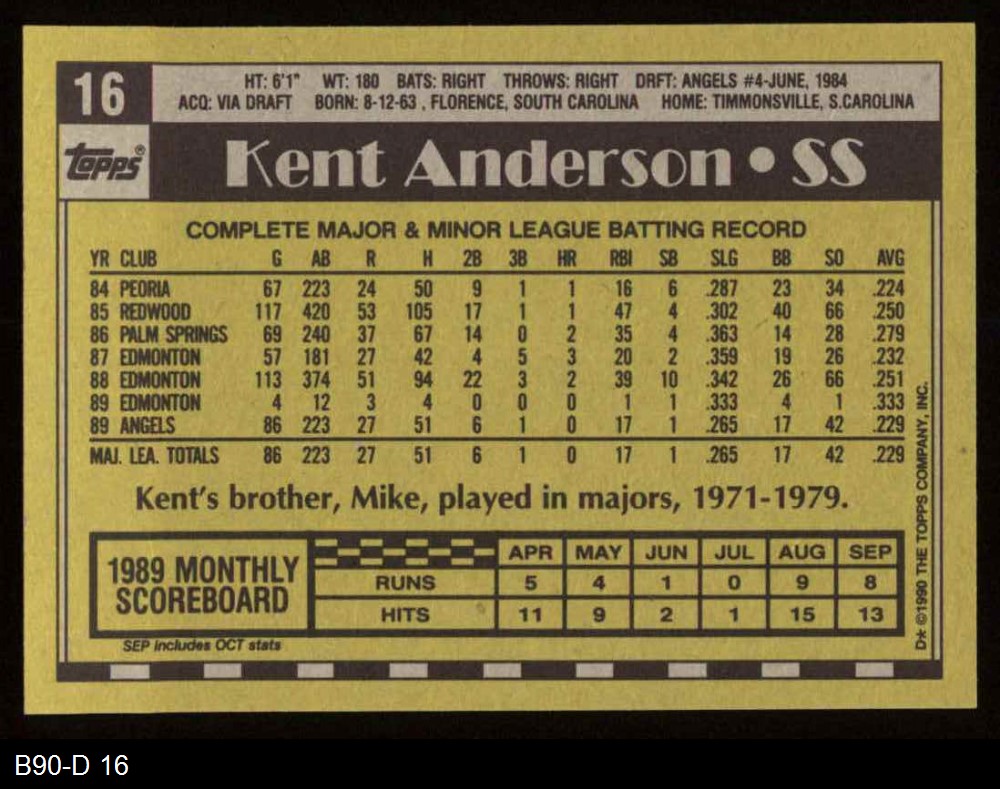 16
HT: 6'1" WT: 180 BATS: RIGHT THROWS: RIGHT DRFT: ANGELS #4-JUNE, 1984
ACQ: VIA DRAFT BORN: 8-12-63 , FLORENCE, SOUTH CAROLINA HOME: TIMMONSVILLE, S.CAROLINA
Topps®
Kent Anderson • SS
COMPLETE MAJOR & MINOR LEAGUE BATTING RECORD
YR CLUB G AB R H 2B 3B HR RBI SB SLG BB SO AVG
84 PEORIA 67 223 24 50 9 1 1 16 6 .287 23 34 .224
85 REDWOOD 117 420 53 105 17 1 1 47 4 .302 40 66 .250
86 PALM SPRINGS 69 240 37 67 14 0 2 35 4 .363 14 28 .279
87 EDMONTON 57 181 27 42 4 5 3 20 2 .359 19 26 .232
88 EDMONTON 113 374 51 94 22 3 2 39 10 .342 26 66 .251
89 EDMONTON 4 12 3 4 0 0 0 1 1 .333 4 1 .333
89 ANGELS 86 223 27 51 6 1 0 17 1 .265 17 42 .229
MAJ. LEA. TOTALS 86 223 27 51 6 1 0 17 1 .265 17 42 .229
Kent's brother, Mike, played in majors, 1971-1979.
1989 MONTHLY
SCOREBOARD
APR MAY JUN JUL AUG SEP
RUNS 5 4 1 0 9 8
HITS 11 9 2 1 15 13
SEP includes OCT stats
D* ©1990 THE TOPPS COMPANY, INC.
B90-D 16